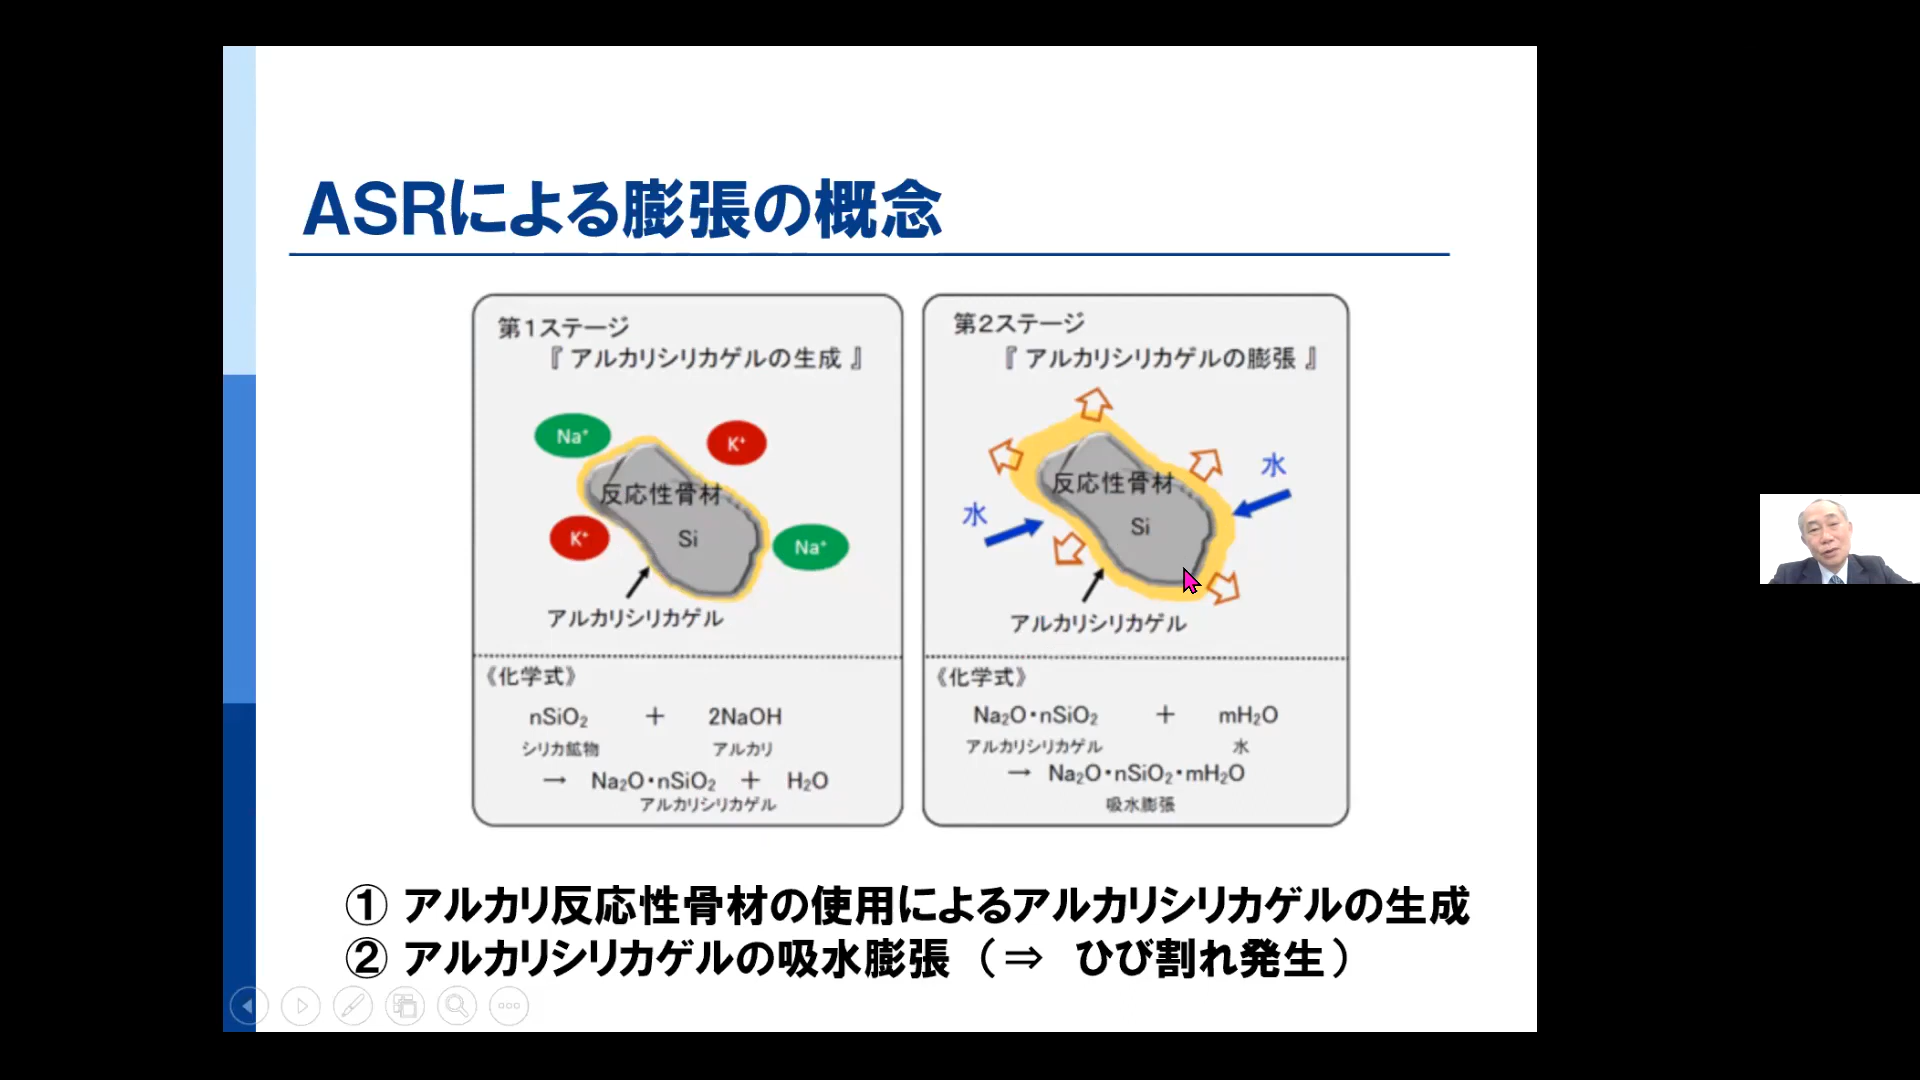 ASRによる膨張の概念
第1ステージ
『 アルカリシリカゲルの生成 』
Na⁺
K⁺
反応性骨材
Si
K⁺
Na⁺
アルカリシリカゲル
《化学式》
nSiO₂ + 2NaOH
シリカ鉱物 アルカリ
→ Na₂O・nSiO₂ + H₂O
アルカリシリカゲル
第2ステージ
『 アルカリシリカゲルの膨張 』
水
反応性骨材
水
Si
アルカリシリカゲル
《化学式》
Na₂O・nSiO₂ + mH₂O
アルカリシリカゲル 水
→ Na₂O・nSiO₂・mH₂O
吸水膨張
① アルカリ反応性骨材の使用によるアルカリシリカゲルの生成
② アルカリシリカゲルの吸水膨張（⇒ ひび割れ発生）